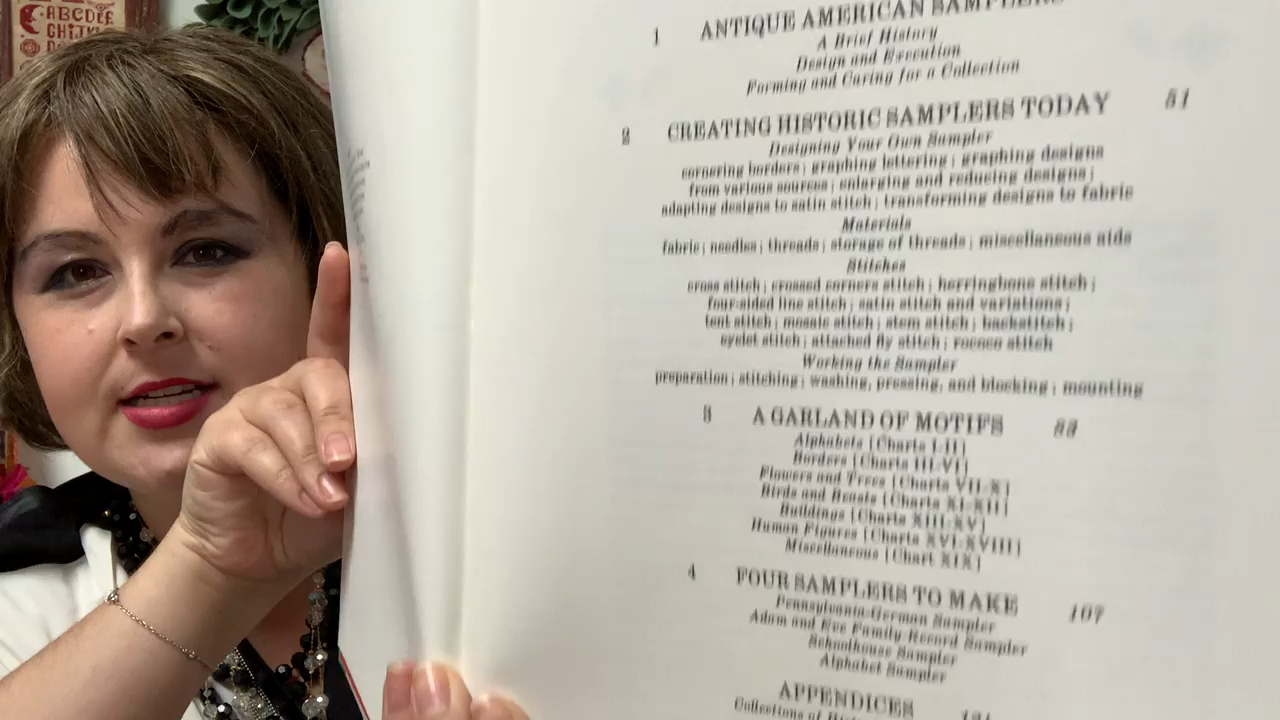 ABCDEF
GHIJK
1 ANTIQUE AMERICAN SAMPLERS
A Brief History
Design and Execution
Forming and Caring for a Collection
2 CREATING HISTORIC SAMPLERS TODAY 51
Designing Your Own Sampler
cornering borders; graphing lettering; graphing designs
from various sources; enlarging and reducing designs;
adapting designs to satin stitch; transforming designs to fabric
Materials
fabric; needles; threads; storage of threads; miscellaneous aids
Stitches
cross stitch; crossed corners stitch; herringbone stitch;
four-sided line stitch; satin stitch and variations;
tent stitch; mosaic stitch; stem stitch; backstitch;
eyelet stitch; attached fly stitch; rococo stitch
Working the Sampler
preparation; stitching; washing, pressing, and blocking; mounting
3 A GARLAND OF MOTIFS 83
Alphabets [Charts I-II]
Borders [Charts III-VI]
Flowers and Trees [Charts VII-X]
Birds and Beasts [Charts XI-XII]
Buildings [Charts XIII-XV]
Human Figures [Charts XVI-XVIII]
Miscellaneous [Chart XIX]
4 FOUR SAMPLERS TO MAKE 107
Pennsylvania-German Sampler
Adam and Eve Family Record Sampler
Schoolhouse Sampler
Alphabet Sampler
APPENDICES
Collections of